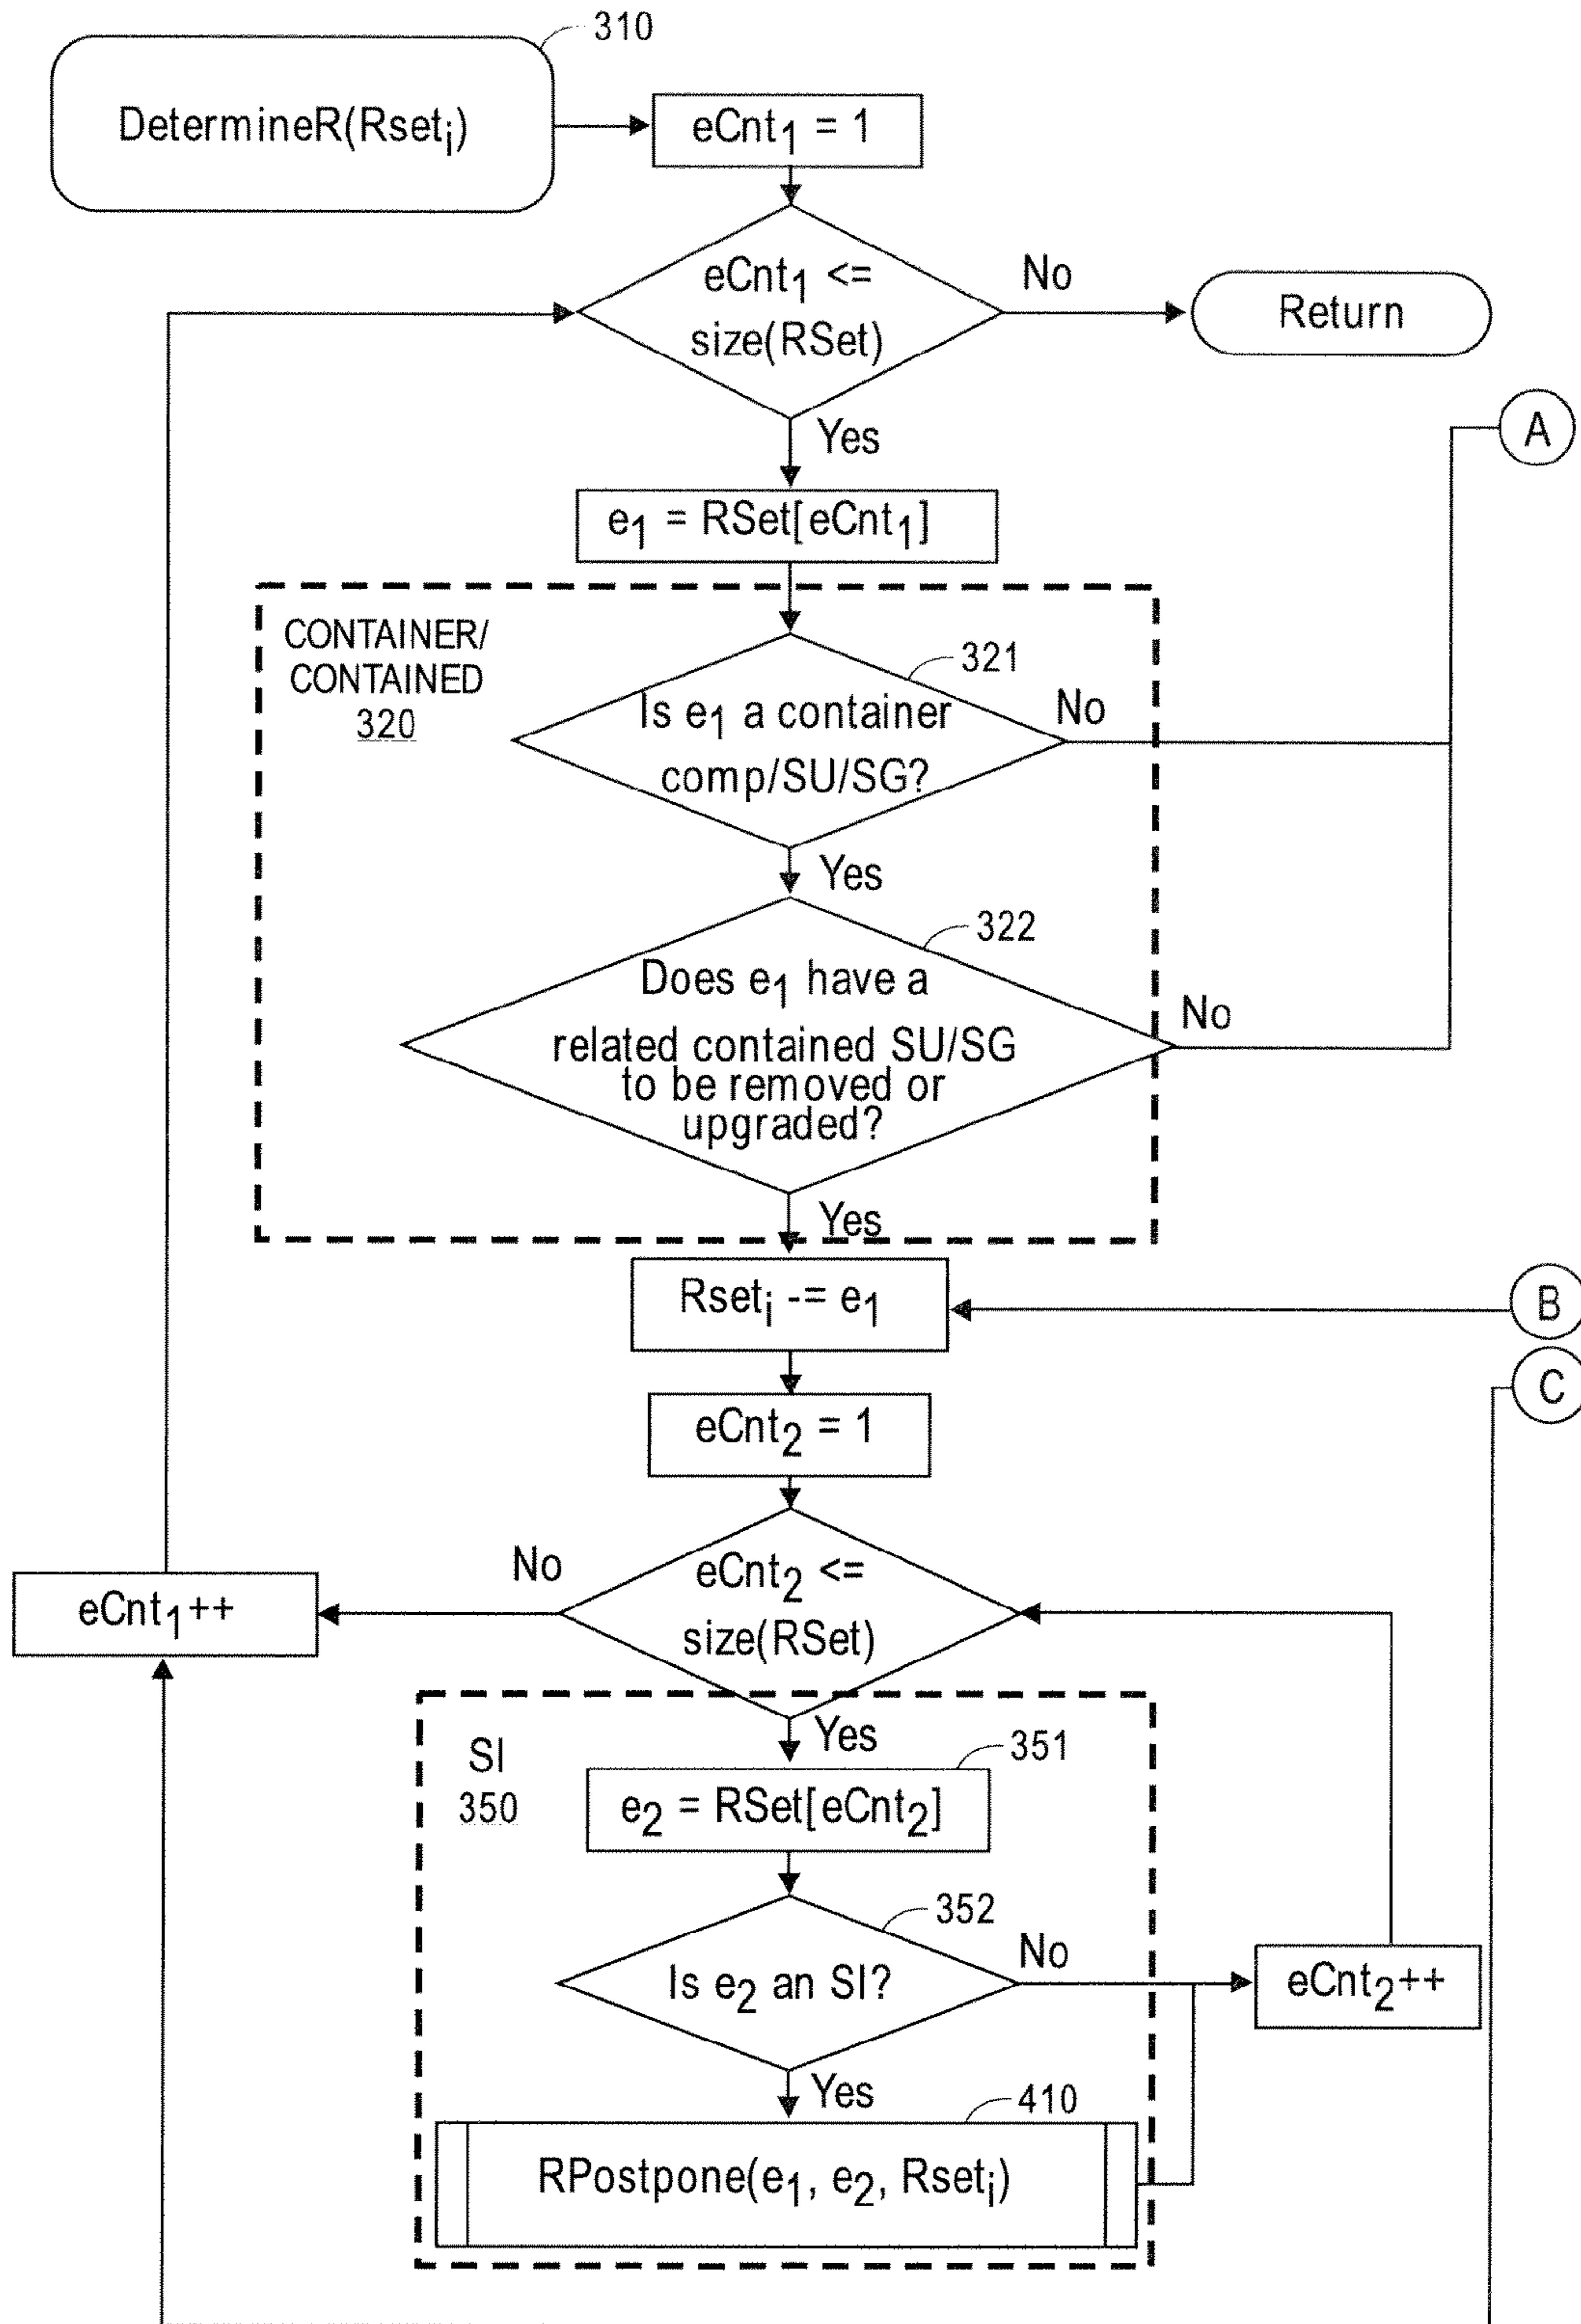 310
DetermineR(Rseti)
eCnt1 = 1
eCnt1 <=
size(RSet)
No
Return
Yes
A
e1 = RSet[eCnt1]
CONTAINER/
CONTAINED
320
321
Is e1 a container
comp/SU/SG?
No
Yes
322
Does e1 have a
related contained SU/SG
to be removed or
upgraded?
No
Yes
Rseti -= e1
B
C
eCnt2 = 1
eCnt2 <=
size(RSet)
No
eCnt1++
Yes
SI
350
351
e2 = RSet[eCnt2]
352
Is e2 an SI?
No
eCnt2++
Yes
410
RPostpone(e1, e2, Rseti)